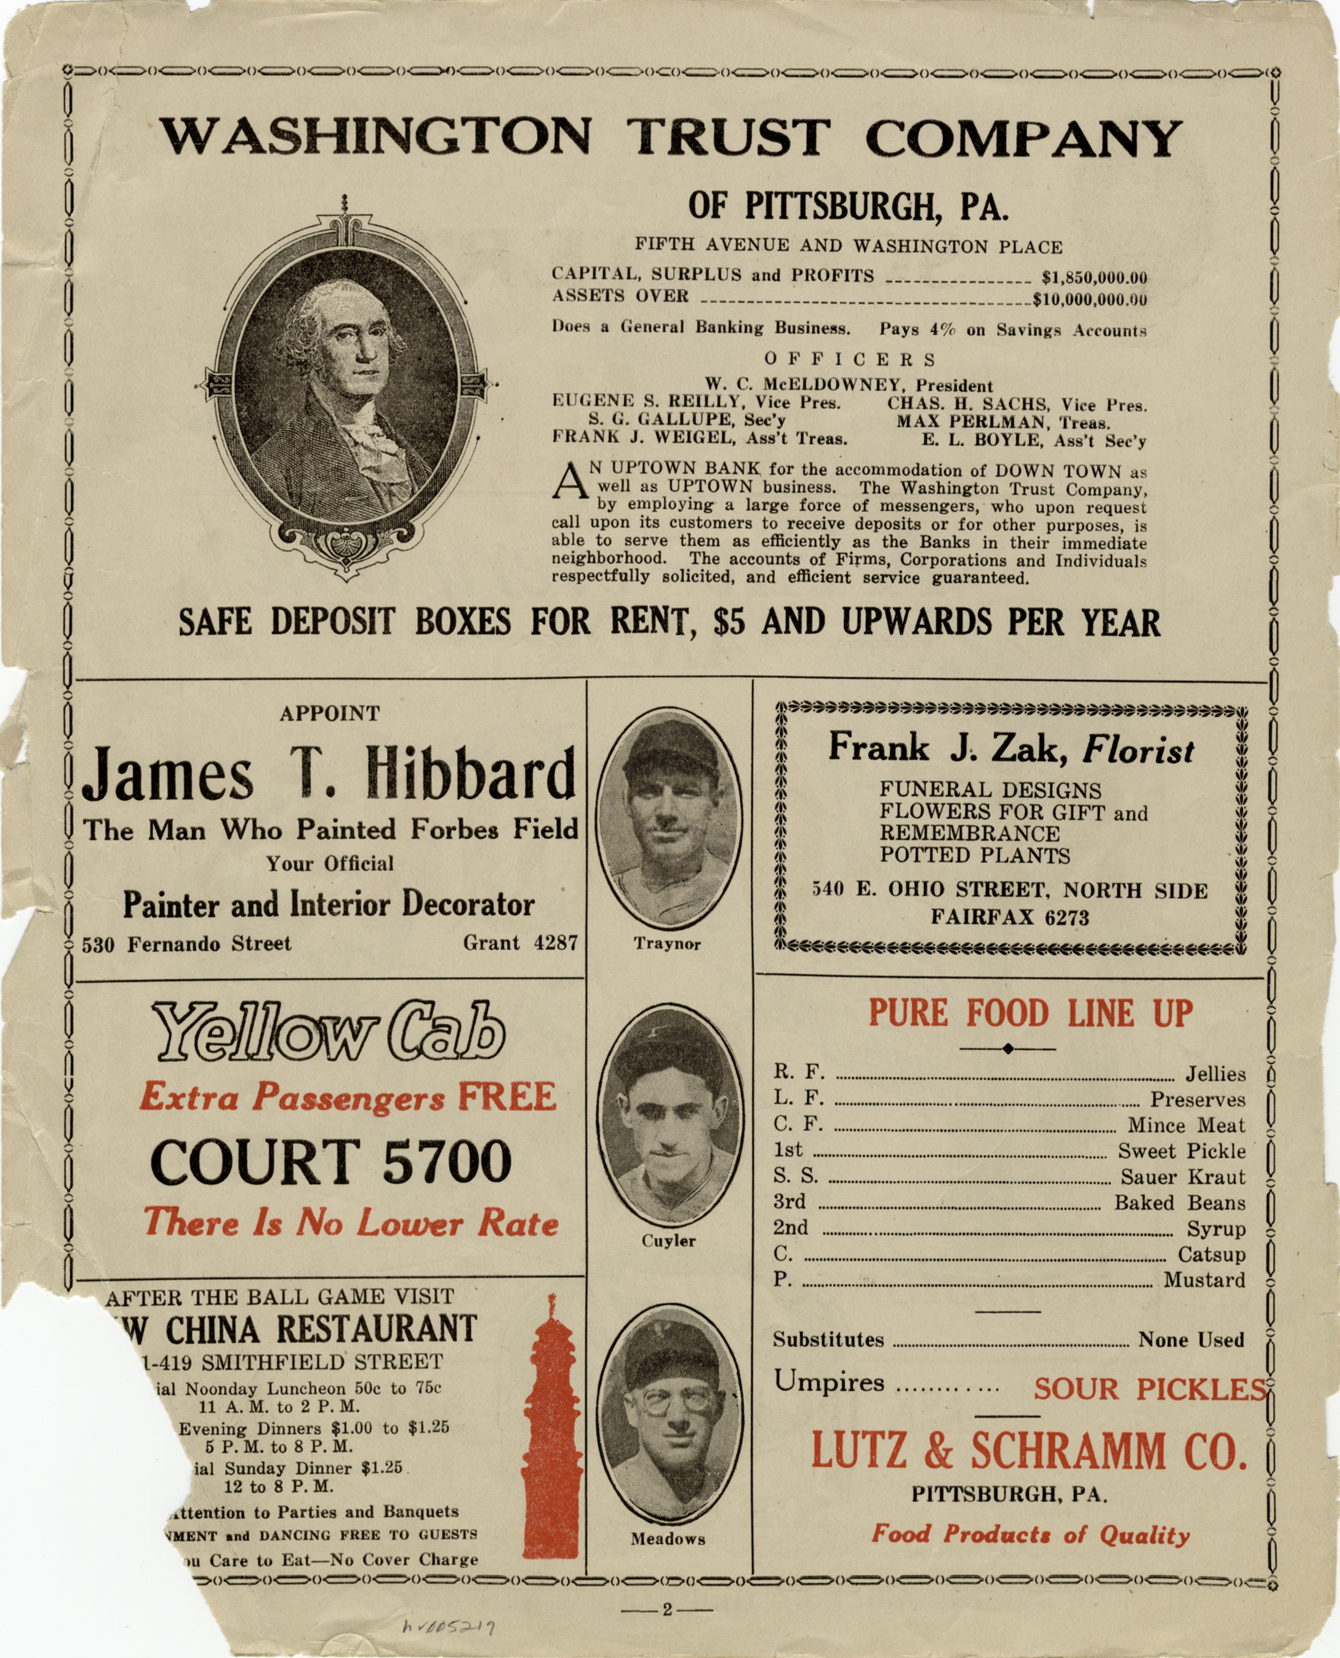 WASHINGTON TRUST COMPANY
OF PITTSBURGH, PA.
FIFTH AVENUE AND WASHINGTON PLACE
CAPITAL, SURPLUS and PROFITS ---------------- $1,850,000.00
ASSETS OVER ------------------------------------ $10,000,000.00
Does a General Banking Business. Pays 4% on Savings Accounts
OFFICERS
W. C. McELDOWNEY, President
EUGENE S. REILLY, Vice Pres. CHAS. H. SACHS, Vice Pres.
S. G. GALLUPE, Sec'y MAX PERLMAN, Treas.
FRANK J. WEIGEL, Ass't Treas. E. L. BOYLE, Ass't Sec'y
AN UPTOWN BANK for the accommodation of DOWN TOWN as
well as UPTOWN business. The Washington Trust Company,
by employing a large force of messengers, who upon request
call upon its customers to receive deposits or for other purposes, is
able to serve them as efficiently as the Banks in their immediate
neighborhood. The accounts of Firms, Corporations and Individuals
respectfully solicited, and efficient service guaranteed.
SAFE DEPOSIT BOXES FOR RENT, $5 AND UPWARDS PER YEAR
APPOINT
James T. Hibbard
The Man Who Painted Forbes Field
Your Official
Painter and Interior Decorator
530 Fernando Street Grant 4287
Yellow Cab
Extra Passengers FREE
COURT 5700
There Is No Lower Rate
AFTER THE BALL GAME VISIT
W CHINA RESTAURANT
1-419 SMITHFIELD STREET
ial Noonday Luncheon 50c to 75c
11 A. M. to 2 P. M.
Evening Dinners $1.00 to $1.25
5 P. M. to 8 P. M.
ial Sunday Dinner $1.25
12 to 8 P. M.
ttention to Parties and Banquets
NMENT and DANCING FREE TO GUESTS
ou Care to Eat—No Cover Charge
Traynor
Cuyler
Meadows
Frank J. Zak, Florist
FUNERAL DESIGNS
FLOWERS FOR GIFT and
REMEMBRANCE
POTTED PLANTS
540 E. OHIO STREET, NORTH SIDE
FAIRFAX 6273
PURE FOOD LINE UP
R. F. .......... Jellies
L. F. .......... Preserves
C. F. .......... Mince Meat
1st .......... Sweet Pickle
S. S. .......... Sauer Kraut
3rd .......... Baked Beans
2nd .......... Syrup
C. .......... Catsup
P. .......... Mustard
Substitutes .......... None Used
Umpires .......... SOUR PICKLES
LUTZ & SCHRAMM CO.
PITTSBURGH, PA.
Food Products of Quality
—2—
hv005219